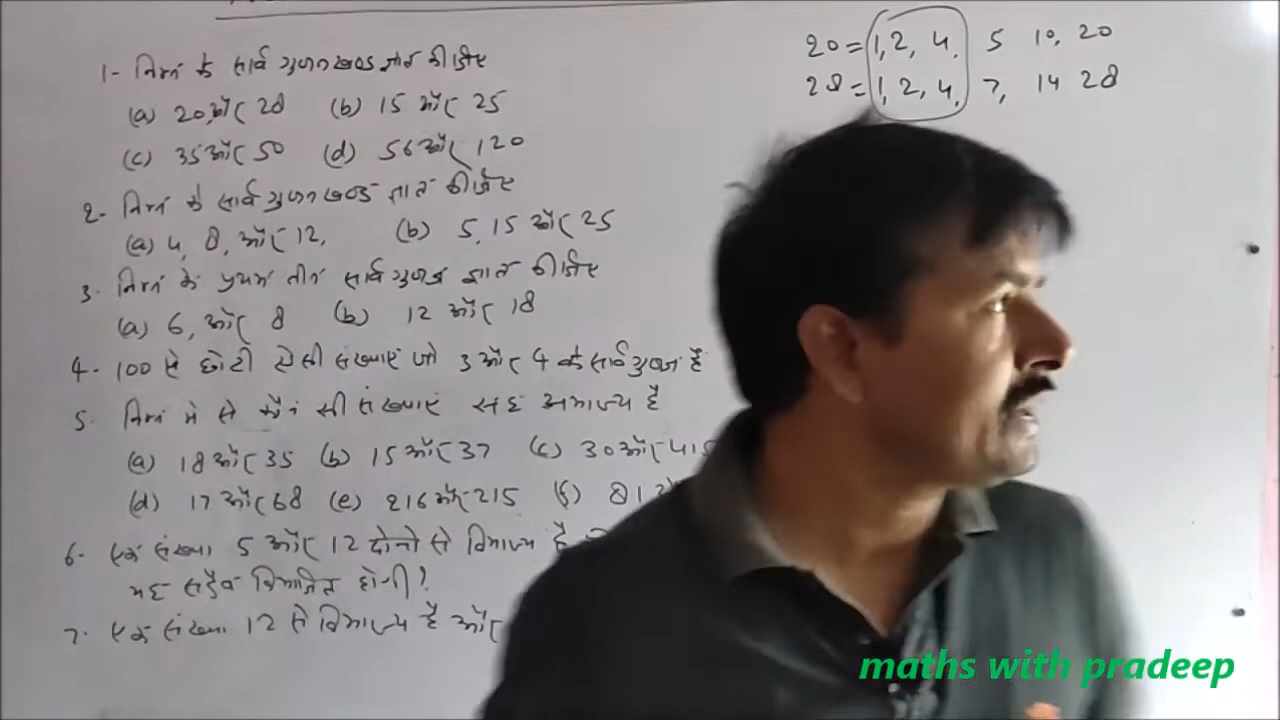 1- निम्न के सार्व गुणनखण्ड ज्ञात कीजिए
(a) 20, और 28 (b) 15 और 25
(c) 35 और 50 (d) 56 और 120
2- निम्न के सार्व गुणनखण्ड ज्ञात कीजिए
(a) 4, 8, और 12, (b) 5, 15 और 25
3. निम्न के प्रथम तीन सार्व गुणज ज्ञात कीजिए
(a) 6, और 8 (b) 12 और 18
4- 100 से छोटी ऐसी संख्याएं जो 3 और 4 के सार्व गुणज हैं
5. निम्न मे से कौन सी संख्याएं सह अभाज्य है
(a) 18 और 35 (b) 15 और 37 (c) 30 और 415
(d) 17 और 68 (e) 216 और 215 (f) 81
6- एक संख्या 5 और 12 दोनो से विभाज्य है
यह सदैव विभाजित होगी?
7. एक संख्या 12 से विभाज्य है और
20 = 1, 2, 4, 5 10, 20
28 = 1, 2, 4, 7, 14 28
maths with pradeep